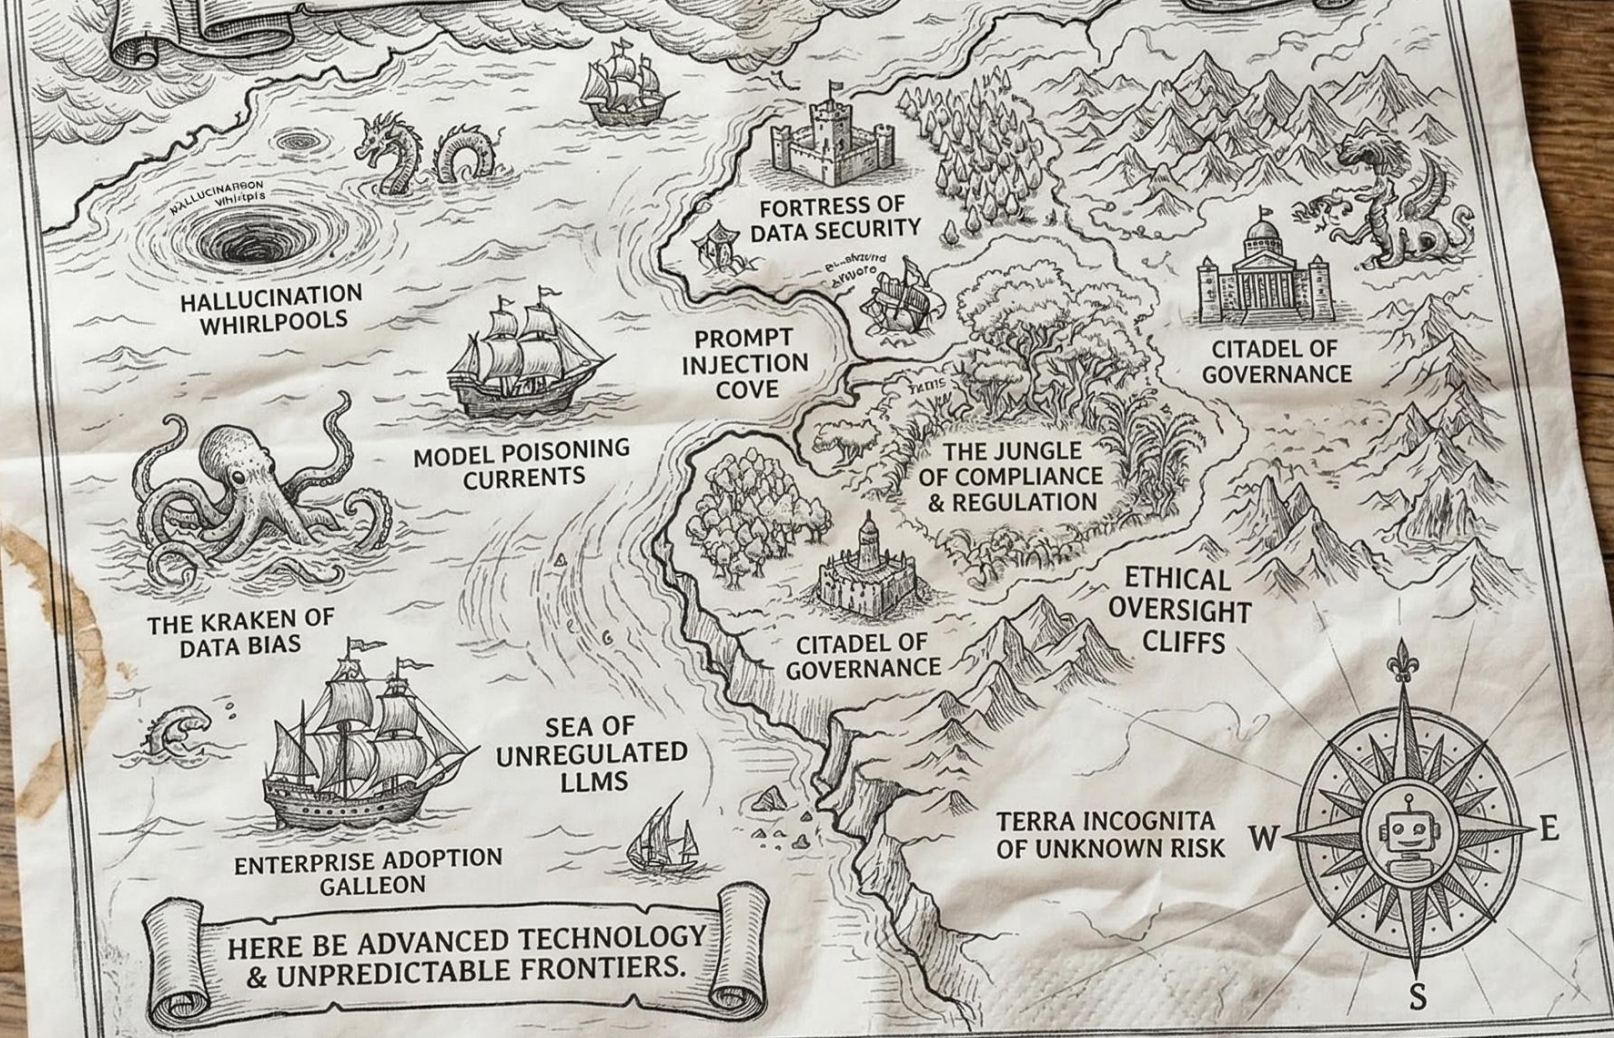 HALLUCINATION
WHIRLPOOLS
FORTRESS OF
DATA SECURITY
PROMPT
INJECTION
COVE
CITADEL OF
GOVERNANCE
MODEL POISONING
CURRENTS
THE JUNGLE
OF COMPLIANCE
& REGULATION
THE KRAKEN OF
DATA BIAS
CITADEL OF
GOVERNANCE
ETHICAL
OVERSIGHT
CLIFFS
SEA OF
UNREGULATED
LLMS
ENTERPRISE ADOPTION
GALLEON
TERRA INCOGNITA
OF UNKNOWN RISK
W
E
S
HERE BE ADVANCED TECHNOLOGY
& UNPREDICTABLE FRONTIERS.